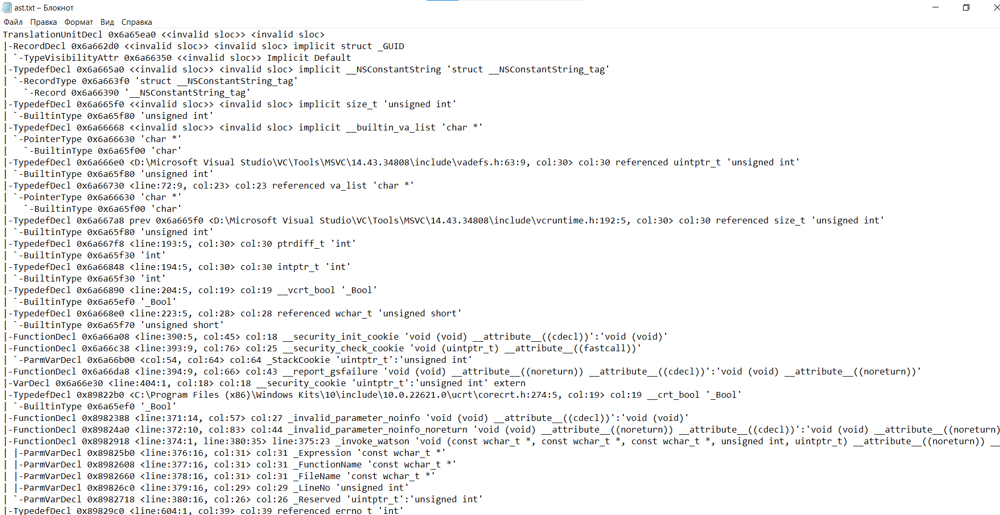 ast.txt – Блокнот
Файл Правка Формат Вид Справка
TranslationUnitDecl 0x6a65ea0 <<invalid sloc>> <invalid sloc>
|-RecordDecl 0x6a662d0 <<invalid sloc>> <invalid sloc> implicit struct _GUID
| `-TypeVisibilityAttr 0x6a66350 <<invalid sloc>> Implicit Default
|-TypedefDecl 0x6a665a0 <<invalid sloc>> <invalid sloc> implicit __NSConstantString 'struct __NSConstantString_tag'
| `-RecordType 0x6a663f0 'struct __NSConstantString_tag'
|   `-Record 0x6a66390 '__NSConstantString_tag'
|-TypedefDecl 0x6a665f0 <<invalid sloc>> <invalid sloc> implicit size_t 'unsigned int'
| `-BuiltinType 0x6a65f80 'unsigned int'
|-TypedefDecl 0x6a66668 <<invalid sloc>> <invalid sloc> implicit __builtin_va_list 'char *'
| `-PointerType 0x6a66630 'char *'
|   `-BuiltinType 0x6a65f00 'char'
|-TypedefDecl 0x6a666e0 <D:\Microsoft Visual Studio\VC\Tools\MSVC\14.43.34808\include\vadefs.h:63:9, col:30> col:30 referenced uintptr_t 'unsigned int'
| `-BuiltinType 0x6a65f80 'unsigned int'
|-TypedefDecl 0x6a66730 <line:72:9, col:23> col:23 referenced va_list 'char *'
| `-PointerType 0x6a66630 'char *'
|   `-BuiltinType 0x6a65f00 'char'
|-TypedefDecl 0x6a667a8 prev 0x6a665f0 <D:\Microsoft Visual Studio\VC\Tools\MSVC\14.43.34808\include\vcruntime.h:192:5, col:30> col:30 referenced size_t 'unsigned int'
| `-BuiltinType 0x6a65f80 'unsigned int'
|-TypedefDecl 0x6a667f8 <line:193:5, col:30> col:30 ptrdiff_t 'int'
| `-BuiltinType 0x6a65f30 'int'
|-TypedefDecl 0x6a66848 <line:194:5, col:30> col:30 intptr_t 'int'
| `-BuiltinType 0x6a65f30 'int'
|-TypedefDecl 0x6a66890 <line:204:5, col:19> col:19 __vcrt_bool '_Bool'
| `-BuiltinType 0x6a65ef0 '_Bool'
|-TypedefDecl 0x6a668e0 <line:223:5, col:28> col:28 referenced wchar_t 'unsigned short'
| `-BuiltinType 0x6a65f70 'unsigned short'
|-FunctionDecl 0x6a66a08 <line:390:5, col:45> col:18 __security_init_cookie 'void (void) __attribute__((cdecl))':'void (void)'
|-FunctionDecl 0x6a66c38 <line:393:9, col:76> col:25 __security_check_cookie 'void (uintptr_t) __attribute__((fastcall))'
| `-ParmVarDecl 0x6a66b00 <col:54, col:64> col:64 _StackCookie 'uintptr_t':'unsigned int'
|-FunctionDecl 0x6a66da8 <line:394:9, col:66> col:43 __report_gsfailure 'void (void) __attribute__((noreturn)) __attribute__((cdecl))':'void (void) __attribute__((noreturn))'
|-VarDecl 0x6a66e30 <line:404:1, col:18> col:18 __security_cookie 'uintptr_t':'unsigned int' extern
|-TypedefDecl 0x89822b0 <C:\Program Files (x86)\Windows Kits\10\include\10.0.22621.0\ucrt\corecrt.h:274:5, col:19> col:19 __crt_bool '_Bool'
| `-BuiltinType 0x6a65ef0 '_Bool'
|-FunctionDecl 0x8982388 <line:371:14, col:57> col:27 _invalid_parameter_noinfo 'void (void) __attribute__((cdecl))':'void (void)'
|-FunctionDecl 0x89824a0 <line:372:10, col:83> col:44 _invalid_parameter_noinfo_noreturn 'void (void) __attribute__((noreturn)) __attribute__((cdecl))':'void (void) __attribute__((noreturn)
|-FunctionDecl 0x8982918 <line:374:1, line:380:35> line:375:23 _invoke_watson 'void (const wchar_t *, const wchar_t *, const wchar_t *, unsigned int, uintptr_t) __attribute__((noreturn)) __
| |-ParmVarDecl 0x89825b0 <line:376:16, col:31> col:31 _Expression 'const wchar_t *'
| |-ParmVarDecl 0x8982608 <line:377:16, col:31> col:31 _FunctionName 'const wchar_t *'
| |-ParmVarDecl 0x8982660 <line:378:16, col:31> col:31 _FileName 'const wchar_t *'
| |-ParmVarDecl 0x89826c0 <line:379:16, col:29> col:29 _LineNo 'unsigned int'
| `-ParmVarDecl 0x8982718 <line:380:16, col:26> col:26 _Reserved 'uintptr_t':'unsigned int'
|-TypedefDecl 0x89829c0 <line:604:1, col:39> col:39 referenced errno_t 'int'